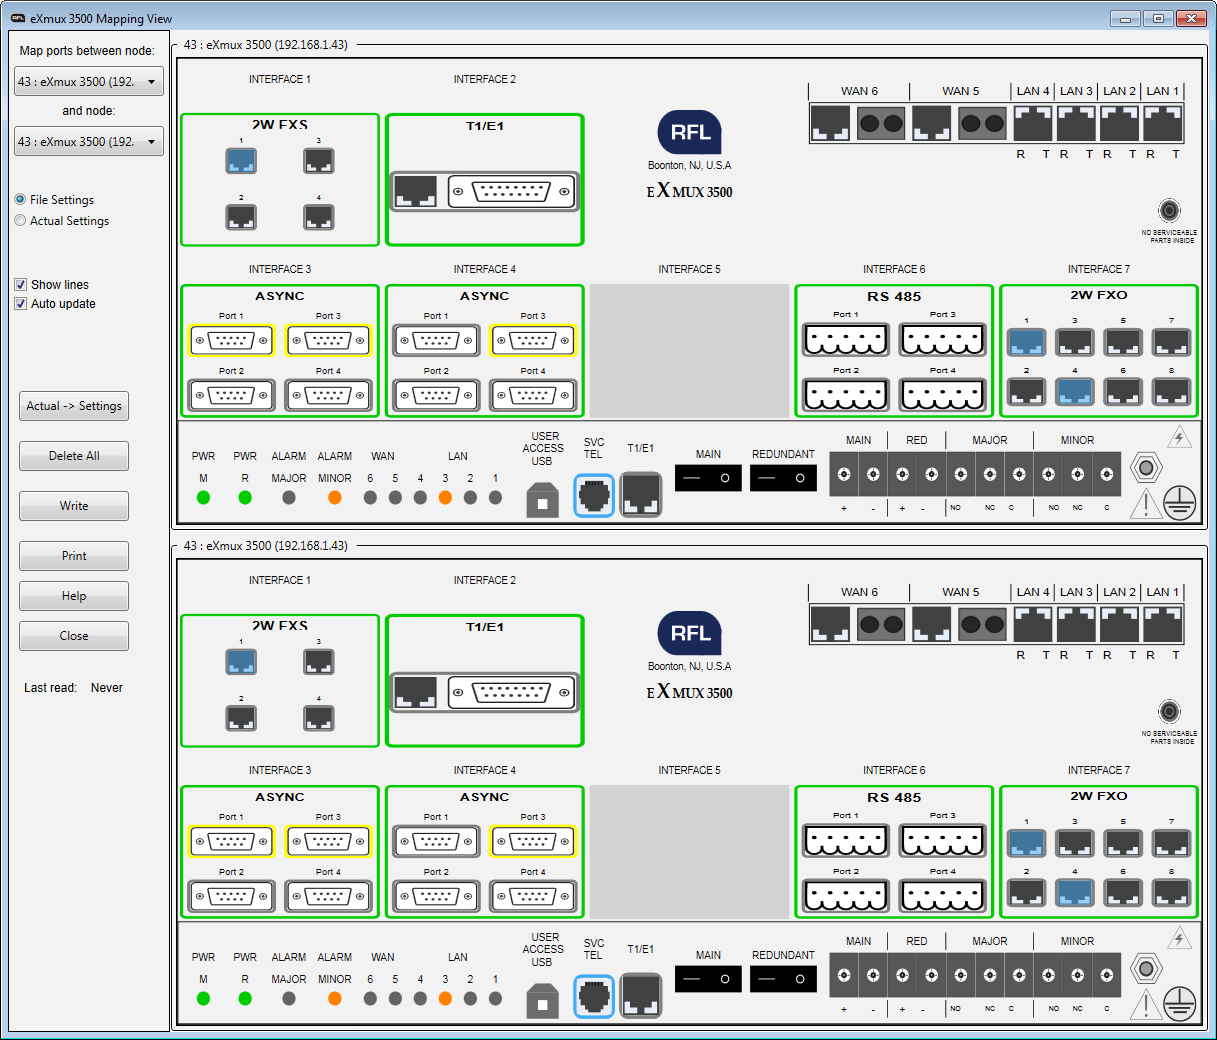 RFL eXmux 3500 Mapping View
Map ports between node:
43 : eXmux 3500 (192.
and node:
43 : eXmux 3500 (192.
File Settings
Actual Settings
Show lines
Auto update
Actual -> Settings
Delete All
Write
Print
Help
Close
Last read: Never
43 : eXmux 3500 (192.168.1.43)
INTERFACE 1
INTERFACE 2
WAN 6 WAN 5 LAN 4 LAN 3 LAN 2 LAN 1
2W FXS
1 3
2 4
T1/E1
RFL
Boonton, NJ, U.S.A
eXmux 3500
R T R T R T R T
NO SERVICEABLE
PARTS INSIDE
INTERFACE 3 INTERFACE 4 INTERFACE 5 INTERFACE 6 INTERFACE 7
ASYNC
Port 1 Port 3
Port 2 Port 4
ASYNC
Port 1 Port 3
Port 2 Port 4
RS 485
Port 1 Port 3
Port 2 Port 4
2W FXO
1 3 5 7
2 4 6 8
PWR PWR ALARM ALARM WAN LAN
M R MAJOR MINOR 6 5 4 3 2 1
USER
ACCESS
USB
SVC
TEL
T1/E1
MAIN REDUNDANT
MAIN RED MAJOR MINOR
+ - + - NO NC C NO NC C
43 : eXmux 3500 (192.168.1.43)
INTERFACE 1
INTERFACE 2
WAN 6 WAN 5 LAN 4 LAN 3 LAN 2 LAN 1
2W FXS
1 3
2 4
T1/E1
RFL
Boonton, NJ, U.S.A
eXmux 3500
R T R T R T R T
NO SERVICEABLE
PARTS INSIDE
INTERFACE 3 INTERFACE 4 INTERFACE 5 INTERFACE 6 INTERFACE 7
ASYNC
Port 1 Port 3
Port 2 Port 4
ASYNC
Port 1 Port 3
Port 2 Port 4
RS 485
Port 1 Port 3
Port 2 Port 4
2W FXO
1 3 5 7
2 4 6 8
PWR PWR ALARM ALARM WAN LAN
M R MAJOR MINOR 6 5 4 3 2 1
USER
ACCESS
USB
SVC
TEL
T1/E1
MAIN REDUNDANT
MAIN RED MAJOR MINOR
+ - + - NO NC C NO NC C